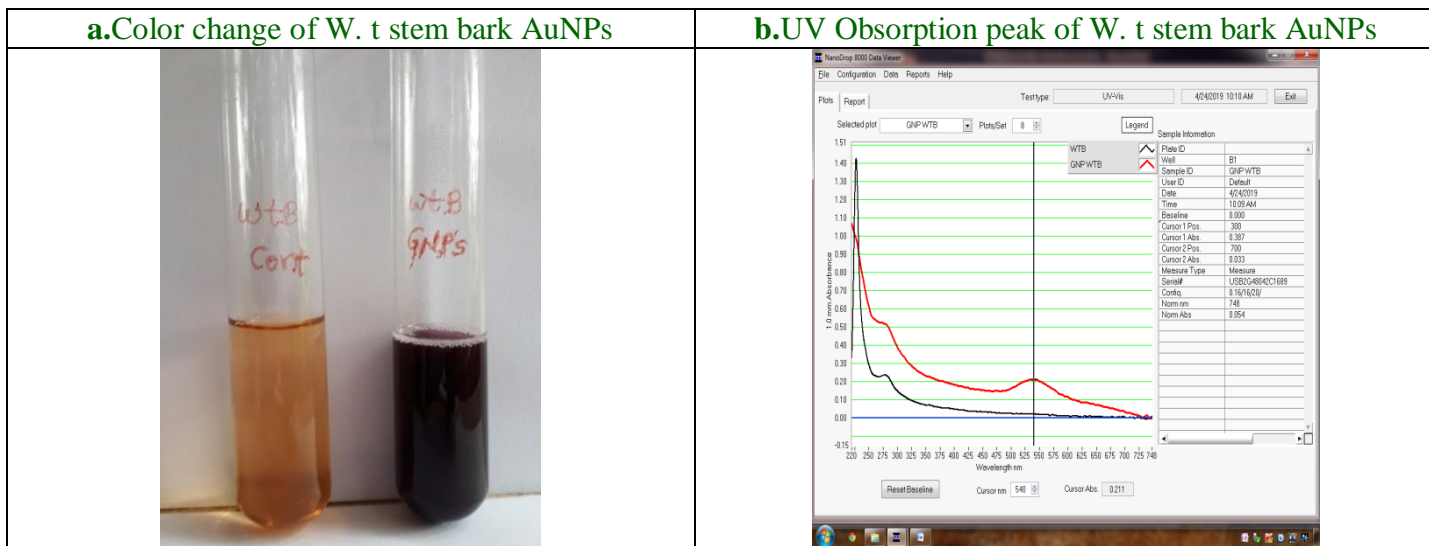 a.Color change of W. t stem bark AuNPs
b.UV Obsorption peak of W. t stem bark AuNPs
WtB
Cont
WtB
GNP's
NanoDrop 8000 Data Viewer
File Configuration Data Reports Help
Plots Report
Test type: UV-Vis 4/24/2019 10:10 AM Exit
Selected plot GNP WTB Plots/Set 8 Legend
WTB
GNP WTB
Sample Information
Plate ID
Well B1
Sample ID GNP WTB
User ID Default
Date 4/24/2019
Time 10:09 AM
Baseline 0.000
Cursor 1 Pos. 300
Cursor 1 Abs. 0.387
Cursor 2 Pos. 700
Cursor 2 Abs. 0.033
Measure Type Measure
Serial# USB2G48042C1689
Config. 0.16/16/20/
Norm nm 748
Norm Abs 0.054
1.0 mm Absorbance
1.51
1.40
1.30
1.20
1.10
1.00
0.90
0.80
0.70
0.60
0.50
0.40
0.30
0.20
0.10
0.00
-0.15
220 250 275 300 325 350 375 400 425 450 475 500 525 550 575 600 625 650 675 700 725 748
Wavelength nm
Reset Baseline Cursor nm 540 Cursor Abs. 0.211